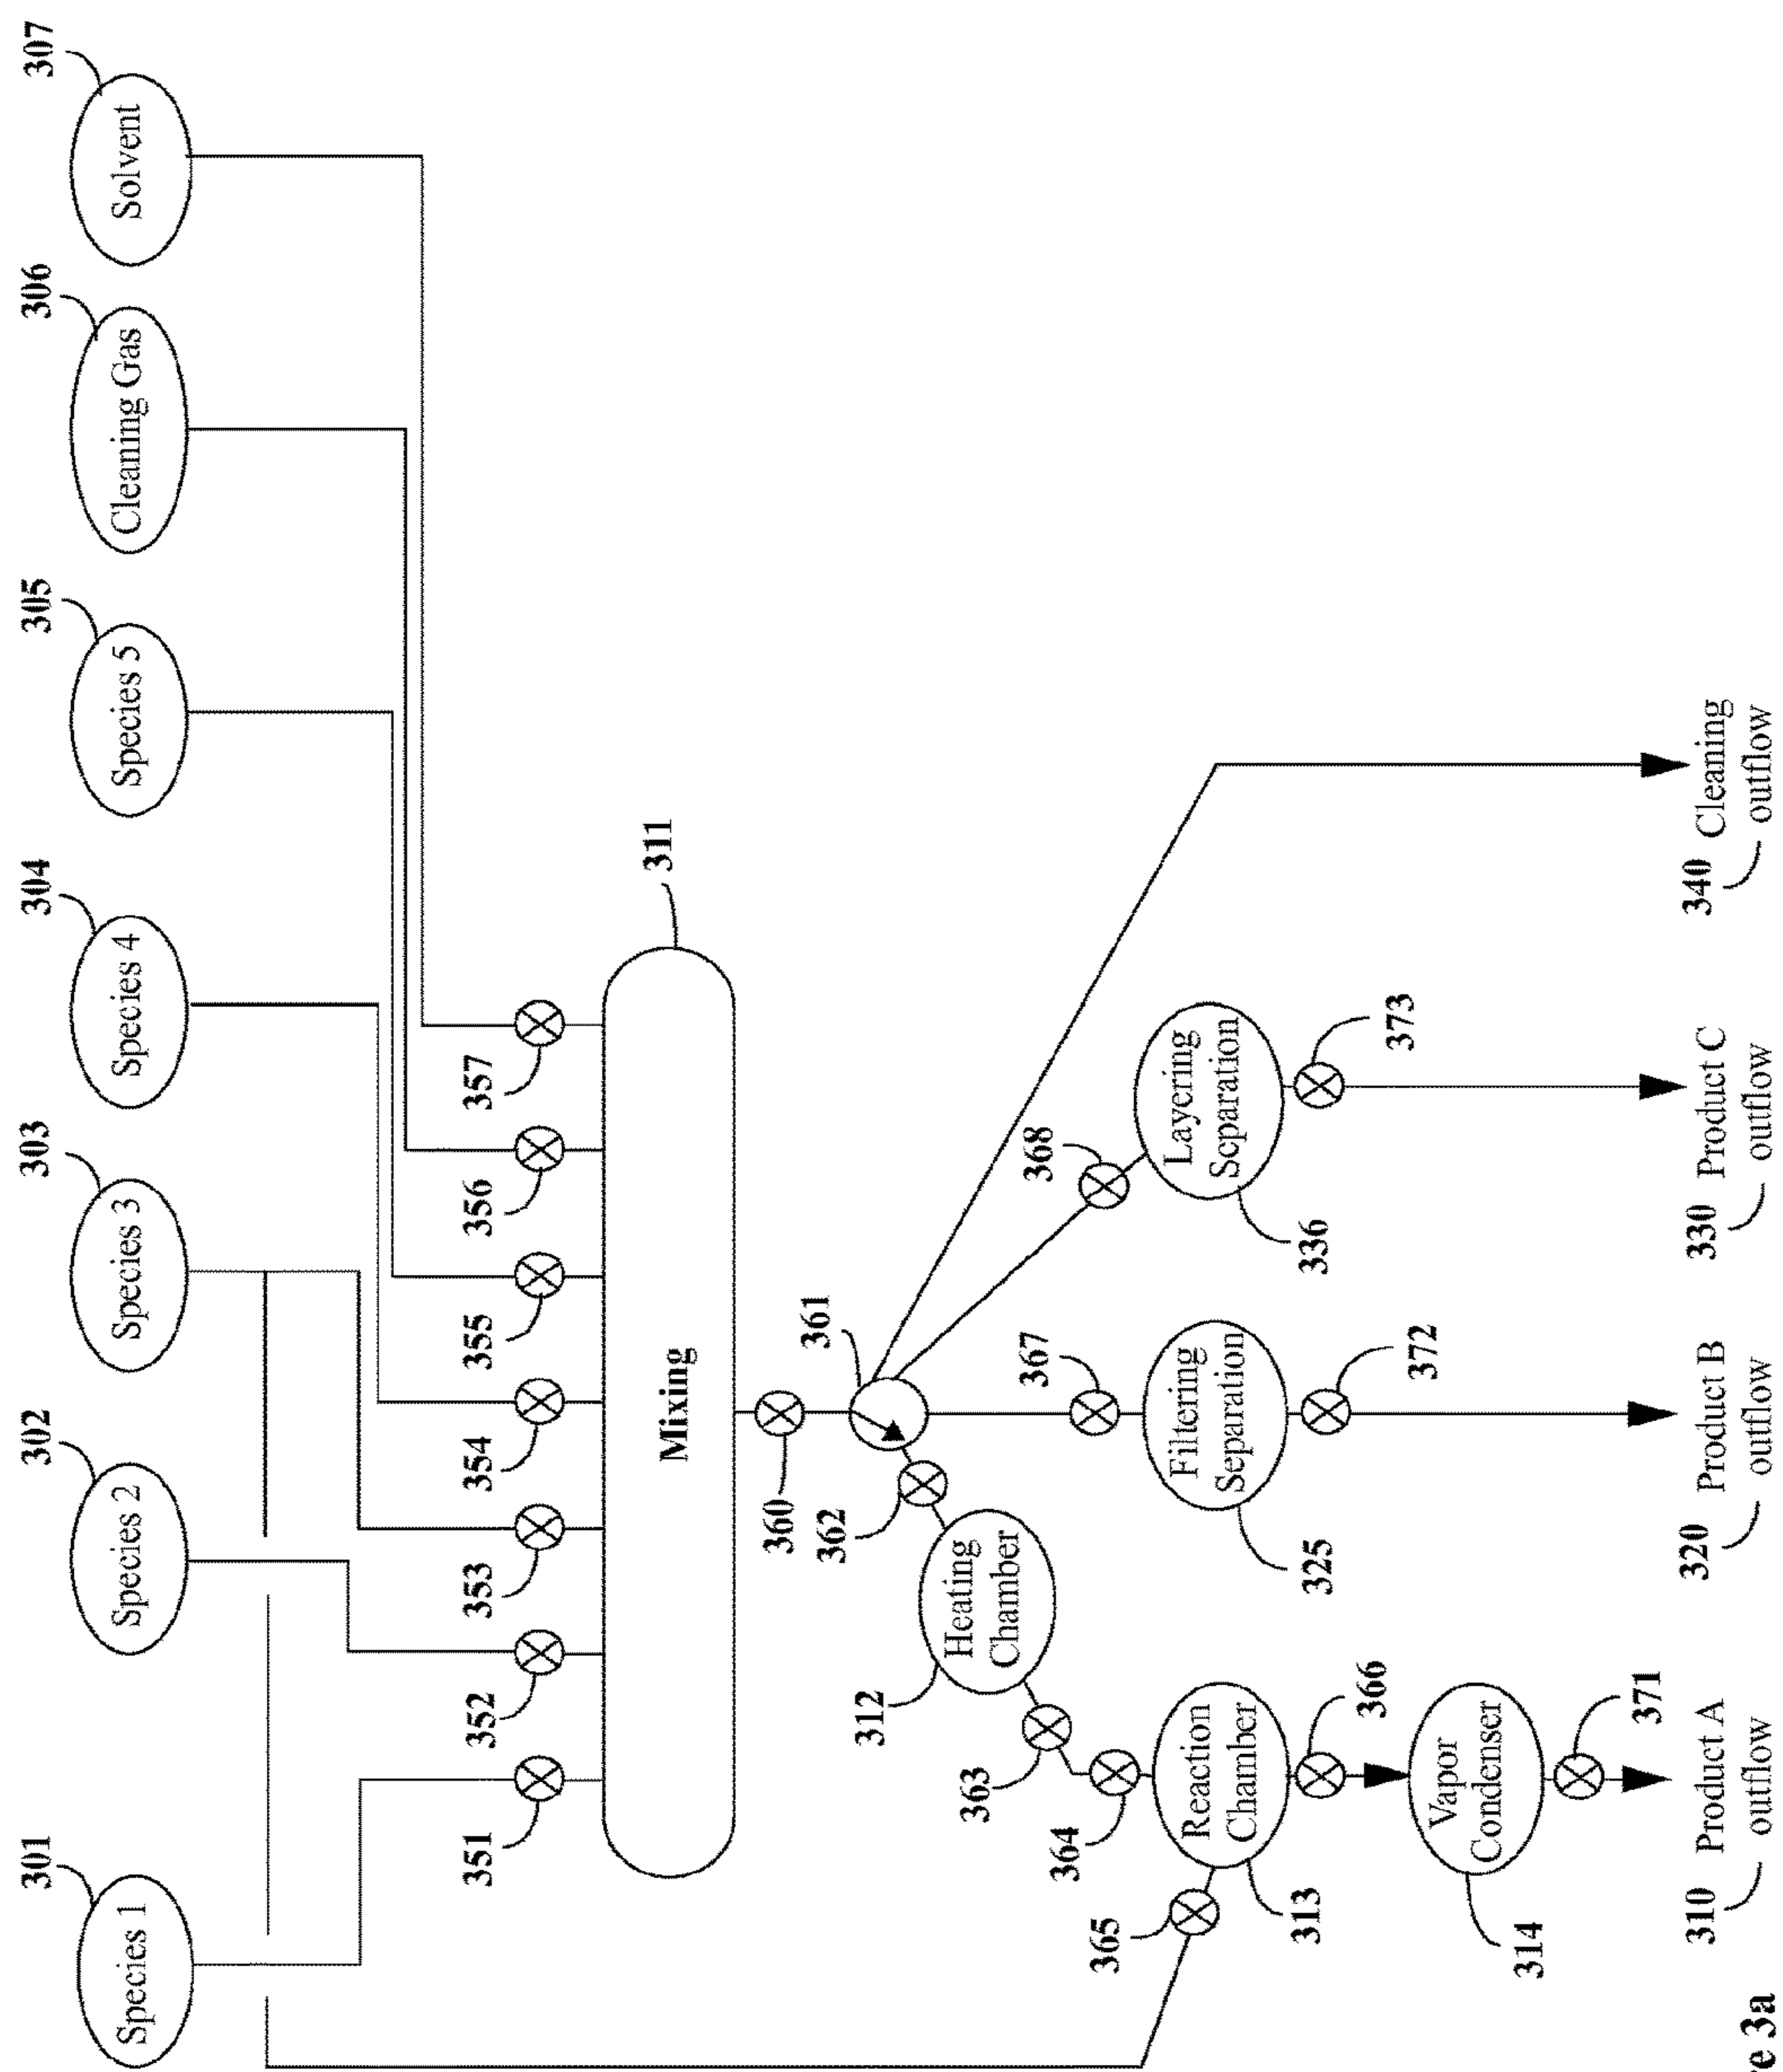 301
302
303
304
305
306
307
Species 1
Species 2
Species 3
Species 4
Species 5
Cleaning Gas
Solvent
351
352
353
354
355
356
357
Mixing
311
360
361
362
Heating
Chamber
312
363
364
365
Reaction
Chamber
313
366
Vapor
Condenser
314
371
367
Filtering
Separation
325
372
368
Layering
Separation
336
373
310 Product A
outflow
320 Product B
outflow
330 Product C
outflow
340 Cleaning
outflow
re 3a